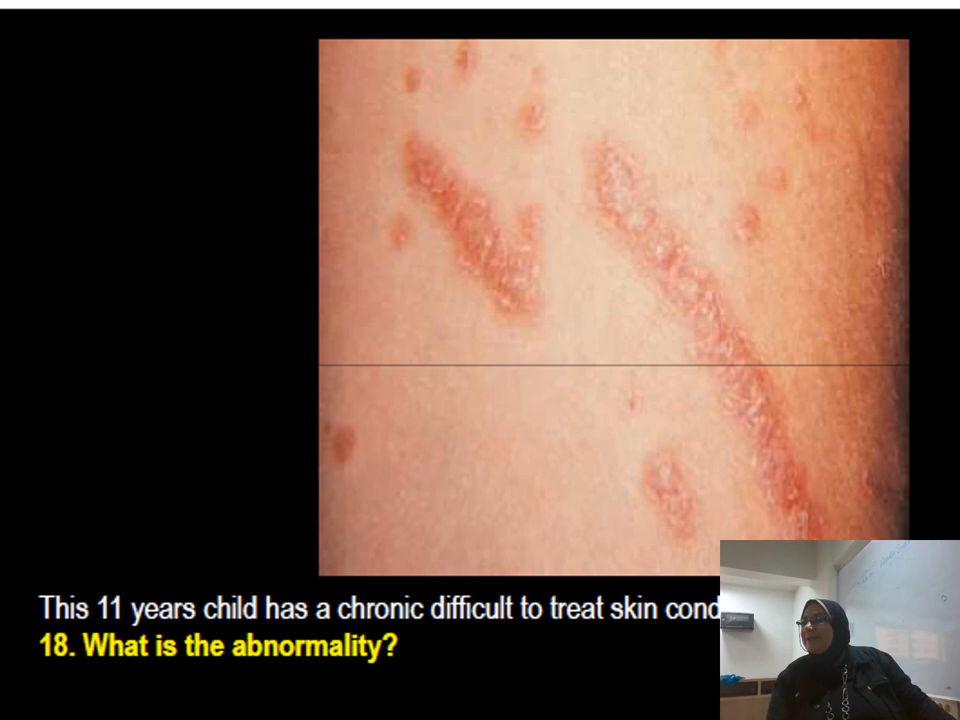 This 11 years child has a chronic difficult to treat skin cond
18. What is the abnormality?